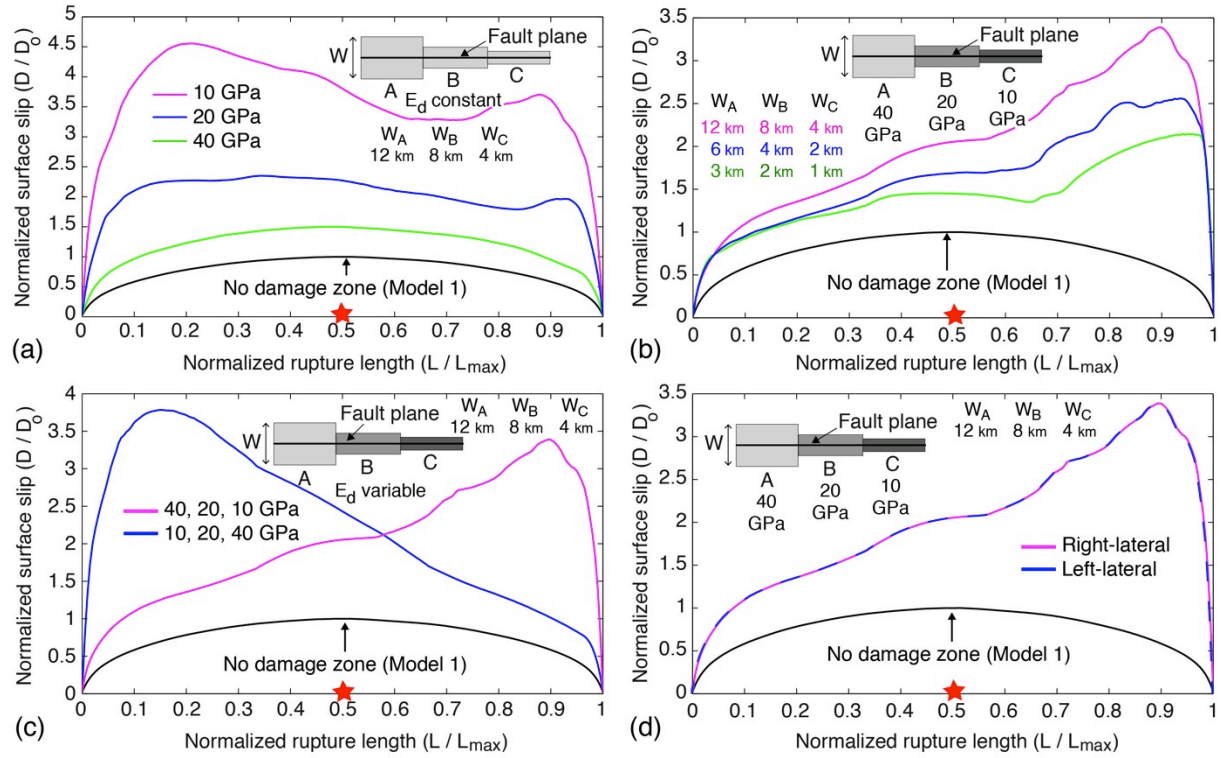 Normalized surface slip (D / Do)
5
4.5
4
3.5
3
2.5
2
1.5
1
0.5
0
W
Fault plane
A
B
C
Ed constant
WA WB WC
12 km 8 km 4 km
10 GPa
20 GPa
40 GPa
No damage zone (Model 1)
0 0.1 0.2 0.3 0.4 0.5 0.6 0.7 0.8 0.9 1
(a)
Normalized rupture length (L / Lmax)
Normalized surface slip (D / Do)
3.5
3
2.5
2
1.5
1
0.5
0
W
Fault plane
A
40
GPa
B
20
GPa
C
10
GPa
WA WB WC
12 km 8 km 4 km
6 km 4 km 2 km
3 km 2 km 1 km
No damage zone (Model 1)
0 0.1 0.2 0.3 0.4 0.5 0.6 0.7 0.8 0.9 1
(b)
Normalized rupture length (L / Lmax)
Normalized surface slip (D / Do)
4
3.5
3
2.5
2
1.5
1
0.5
0
WA WB WC
12 km 8 km 4 km
W
Fault plane
A
B
C
Ed variable
40, 20, 10 GPa
10, 20, 40 GPa
No damage zone (Model 1)
0 0.1 0.2 0.3 0.4 0.5 0.6 0.7 0.8 0.9 1
(c)
Normalized rupture length (L / Lmax)
Normalized surface slip (D / Do)
3.5
3
2.5
2
1.5
1
0.5
0
WA WB WC
12 km 8 km 4 km
W
Fault plane
A
40
GPa
B
20
GPa
C
10
GPa
Right-lateral
Left-lateral
No damage zone (Model 1)
0 0.1 0.2 0.3 0.4 0.5 0.6 0.7 0.8 0.9 1
(d)
Normalized rupture length (L / Lmax)